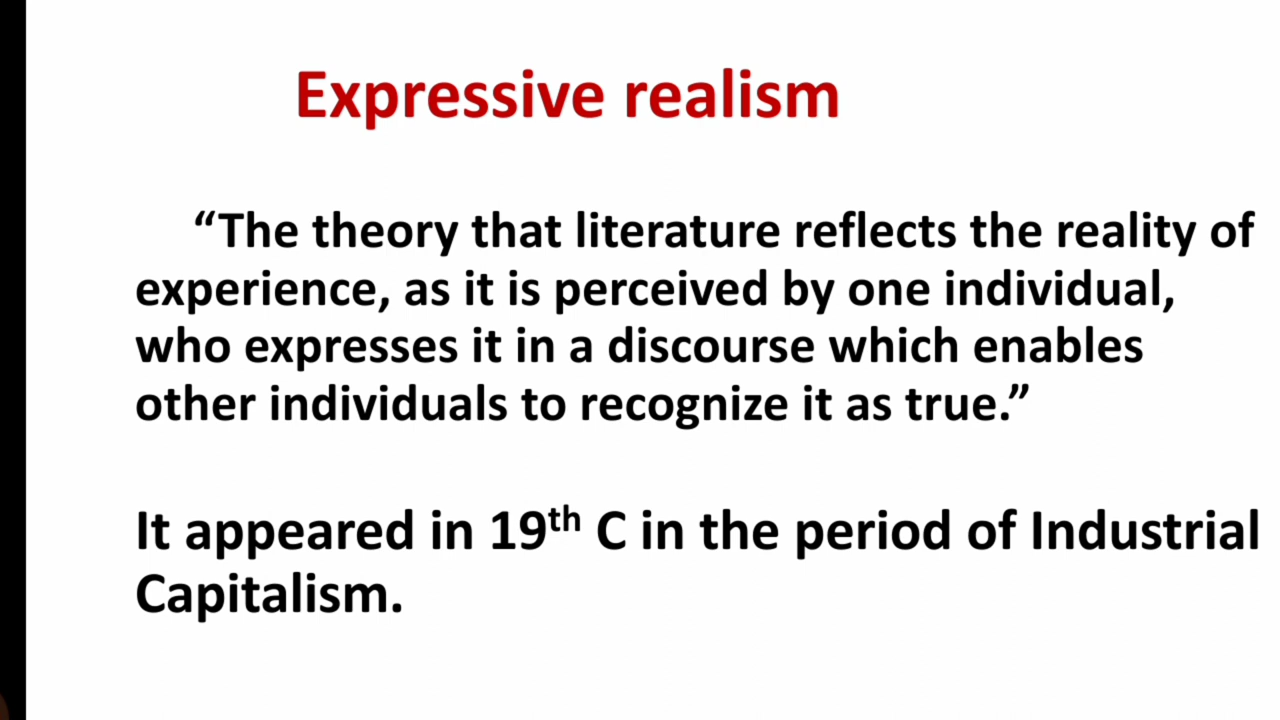 Expressive realism
“The theory that literature reflects the reality of
experience, as it is perceived by one individual,
who expresses it in a discourse which enables
other individuals to recognize it as true.”
It appeared in 19th C in the period of Industrial
Capitalism.